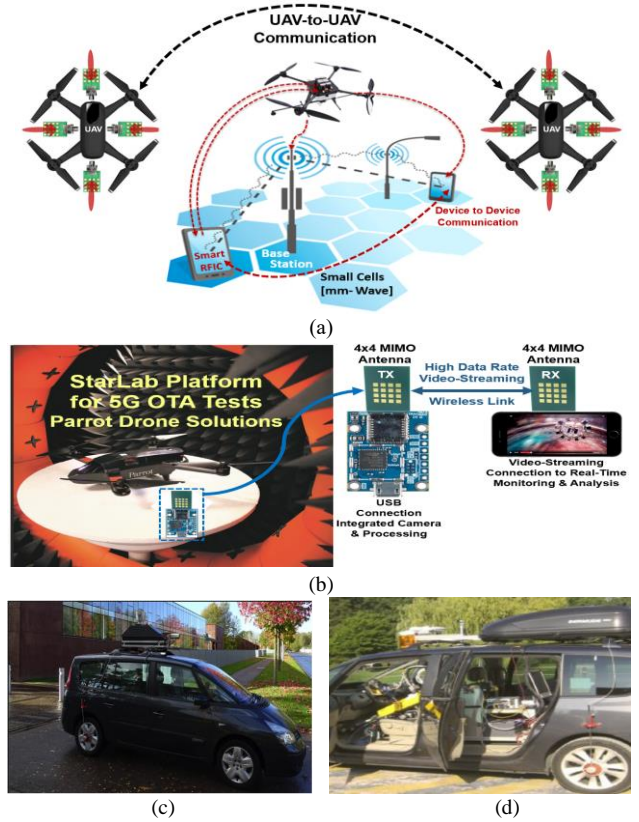 UAV-to-UAV
Communication
UAV
UAV
Device to Device
Communication
Smart
RFIC
Base
Station
Small Cells
[mm- Wave]
(a)
StarLab Platform
for 5G OTA Tests
Parrot Drone Solutions
Parrot
4x4 MIMO
Antenna
TX
High Data Rate
Video-Streaming
Wireless Link
4x4 MIMO
Antenna
RX
USB
Connection
Integrated Camera
& Processing
Video-Streaming
Connection to Real-Time
Monitoring & Analysis
(b)
(c)
(d)